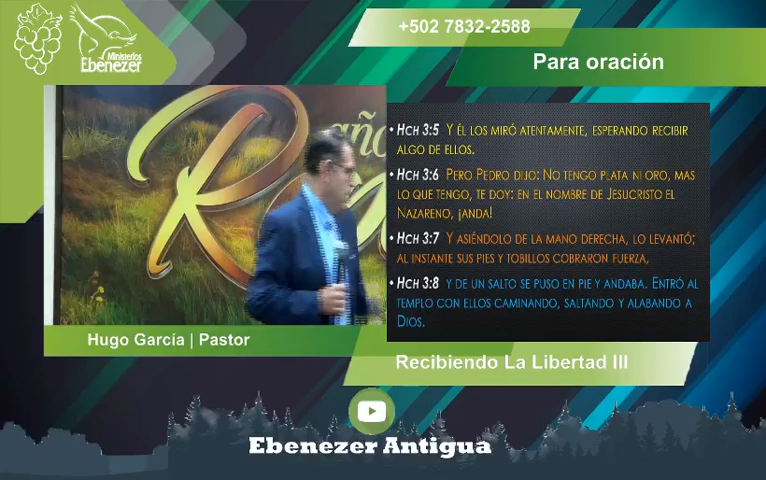 +502 7832-2588
Ministerios
Ebenezer
Para oración
año
R
• Hch 3:5 Y él los miró atentamente, esperando recibir
algo de ellos.
• Hch 3:6 Pero Pedro dijo: No tengo plata ni oro, mas
lo que tengo, te doy: en el nombre de Jesucristo el
Nazareno, ¡anda!
• Hch 3:7 Y asiéndolo de la mano derecha, lo levantó;
al instante sus pies y tobillos cobraron fuerza,
• Hch 3:8 y de un salto se puso en pie y andaba. Entró al
templo con ellos caminando, saltando y alabando a
Dios.
Hugo García | Pastor
Recibiendo La Libertad III
Ebenezer Antigua